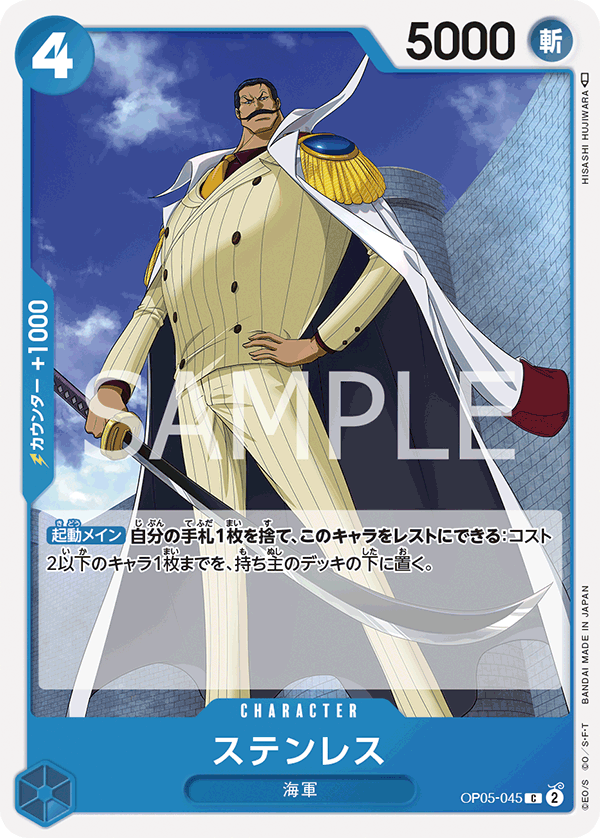 4
5000
斬
HISASHI HUJIWARA
カウンター +1000
SAMPLE
起動メイン 自分の手札1枚を捨て、このキャラをレストにできる:コスト
2以下のキャラ1枚までを、持ち主のデッキの下に置く。
CHARACTER
ステンレス
海軍
OP05-045 C 2
©E.O/S ©O/S・F・T BANDAI MADE IN JAPAN